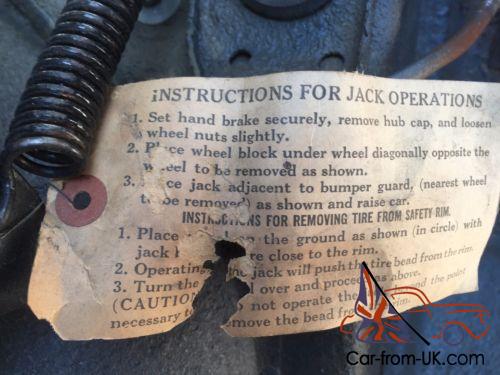 INSTRUCTIONS FOR JACK OPERATIONS
1. Set hand brake securely, remove hub cap, and loosen
wheel nuts slightly.
2. Place wheel block under wheel diagonally opposite the
wheel to be removed as shown.
3. jack adjacent to bumper guard, (nearest wheel
to be removed) as shown and raise car.
INSTRUCTIONS FOR REMOVING TIRE FROM SAFETY RIM.
1. Place the ground as shown (in circle) with
jack close to the rim.
2. Operating jack will push the tire bead from the rim.
3. Turn the over and proceed as above.
(CAUTION not operate the the point
necessary to remove the bead rim.
Car-from-UK.com